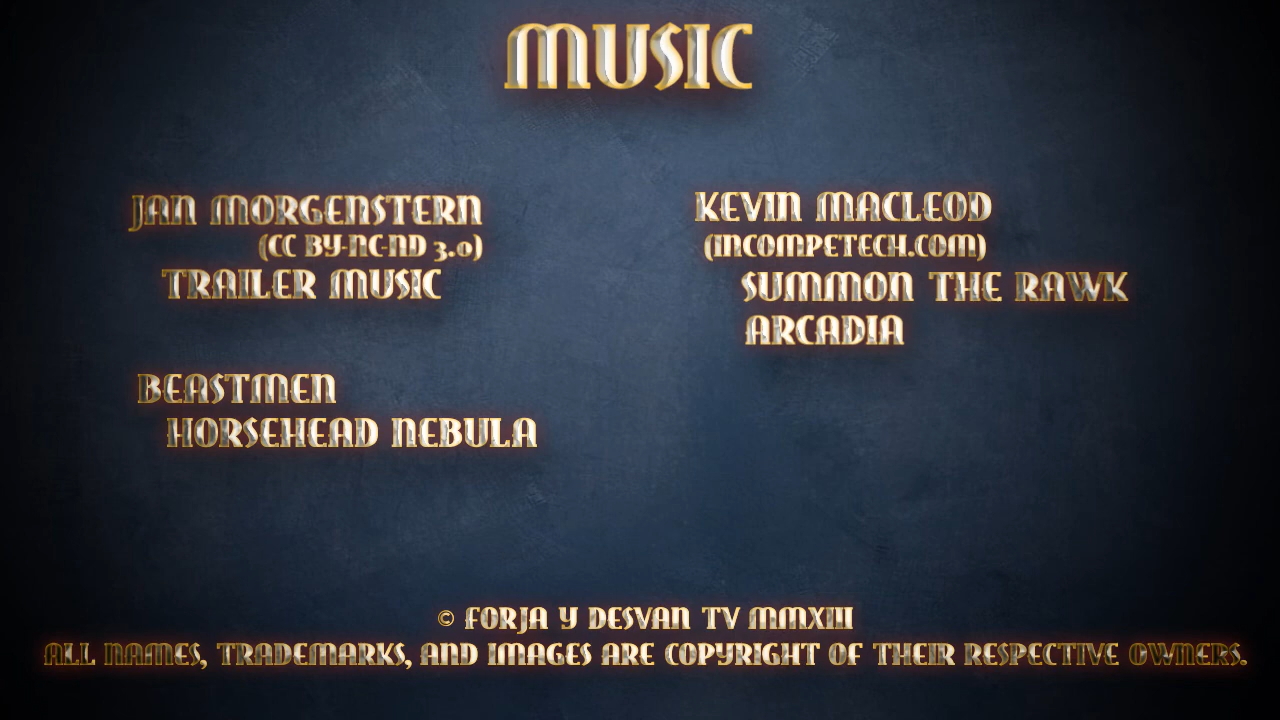 MUSIC
JAN MORGENSTERN
(CC BY-NC-ND 3.0)
TRAILER MUSIC
BEASTMEN
HORSEHEAD NEBULA
KEVIN MACLEOD
(INCOMPETECH.COM)
SUMMON THE RAWK
ARCADIA
© FORJA Y DESVAN TV MMXIII
ALL NAMES, TRADEMARKS, AND IMAGES ARE COPYRIGHT OF THEIR RESPECTIVE OWNERS.